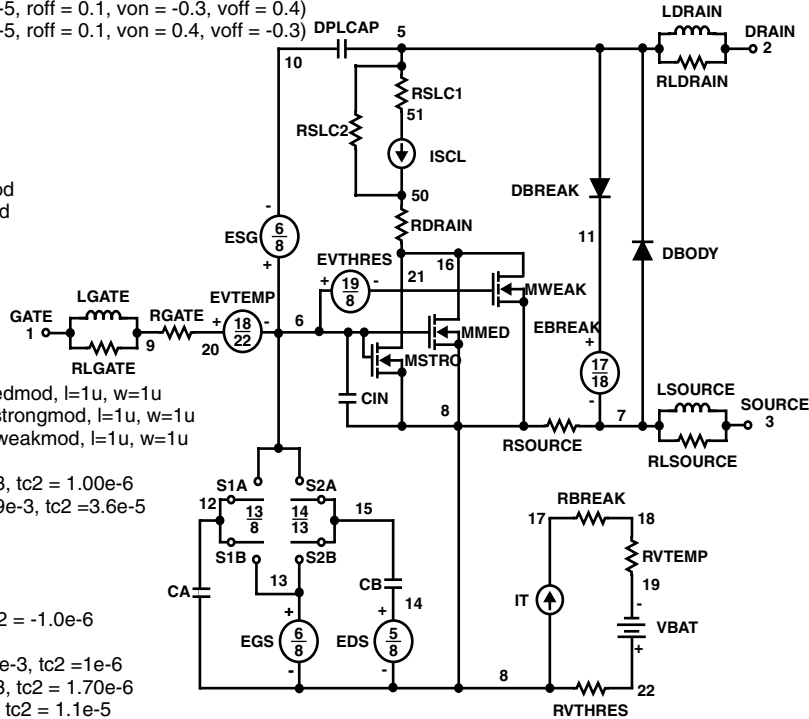 -5, roff = 0.1, von = -0.3, voff = 0.4)
-5, roff = 0.1, von = 0.4, voff = -0.3)
DPLCAP
5
LDRAIN
DRAIN
2
10
RLDRAIN
RSLC1
51
RSLC2
ISCL
od
d
50
RDRAIN
DBREAK
11
DBODY
-
ESG
6
8
+
EVTHRES
+
19
8
-
16
21
MWEAK
LGATE
GATE
1
RLGATE
9
RGATE
20
EVTEMP
+
18
22
-
6
MMED
MSTRO
EBREAK
+
17
18
-
CIN
8
RSOURCE
7
LSOURCE
SOURCE
3
RLSOURCE
edmod, l=1u, w=1u
strongmod, l=1u, w=1u
weakmod, l=1u, w=1u
3, tc2 = 1.00e-6
9e-3, tc2 =3.6e-5
S1A
S2A
12
13
8
14
13
15
S1B
S2B
13
CA
CB
14
+
EGS
6
8
-
+
EDS
5
8
-
RBREAK
17
18
RVTEMP
19
IT
-
VBAT
+
8
22
RVTHRES
2 = -1.0e-6
e-3, tc2 =1e-6
3, tc2 = 1.70e-6
tc2 = 1.1e-5